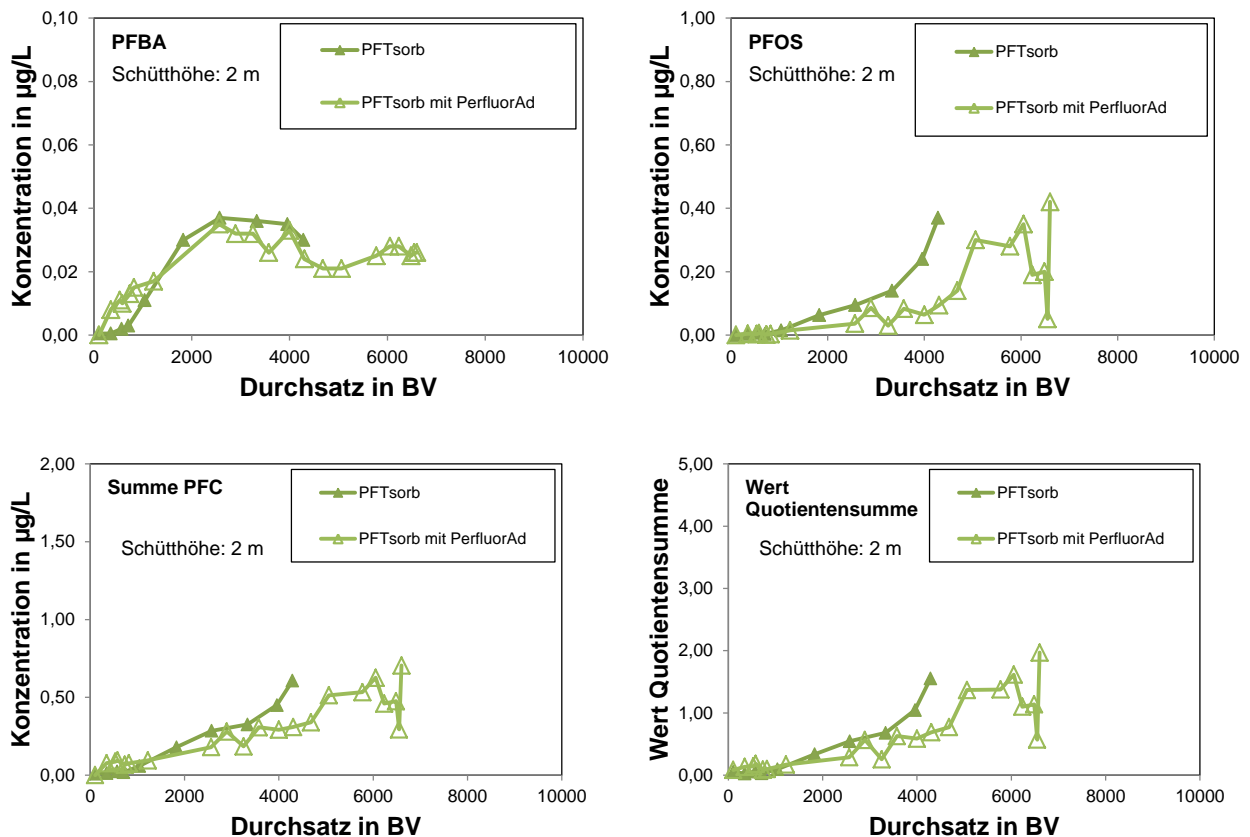 PFBA
Schütthöhe: 2 m
PFTsorb
PFTsorb mit PerfluorAd
Konzentration in µg/L
0,10
0,08
0,06
0,04
0,02
0,00
0 2000 4000 6000 8000 10000
Durchsatz in BV
PFOS
Schütthöhe: 2 m
PFTsorb
PFTsorb mit PerfluorAd
Konzentration in µg/L
1,00
0,80
0,60
0,40
0,20
0,00
0 2000 4000 6000 8000 10000
Durchsatz in BV
Summe PFC
Schütthöhe: 2 m
PFTsorb
PFTsorb mit PerfluorAd
Konzentration in µg/L
2,00
1,50
1,00
0,50
0,00
0 2000 4000 6000 8000 10000
Durchsatz in BV
Wert
Quotientensumme
Schütthöhe: 2 m
PFTsorb
PFTsorb mit PerfluorAd
Wert Quotientensumme
5,00
4,00
3,00
2,00
1,00
0,00
0 2000 4000 6000 8000 10000
Durchsatz in BV